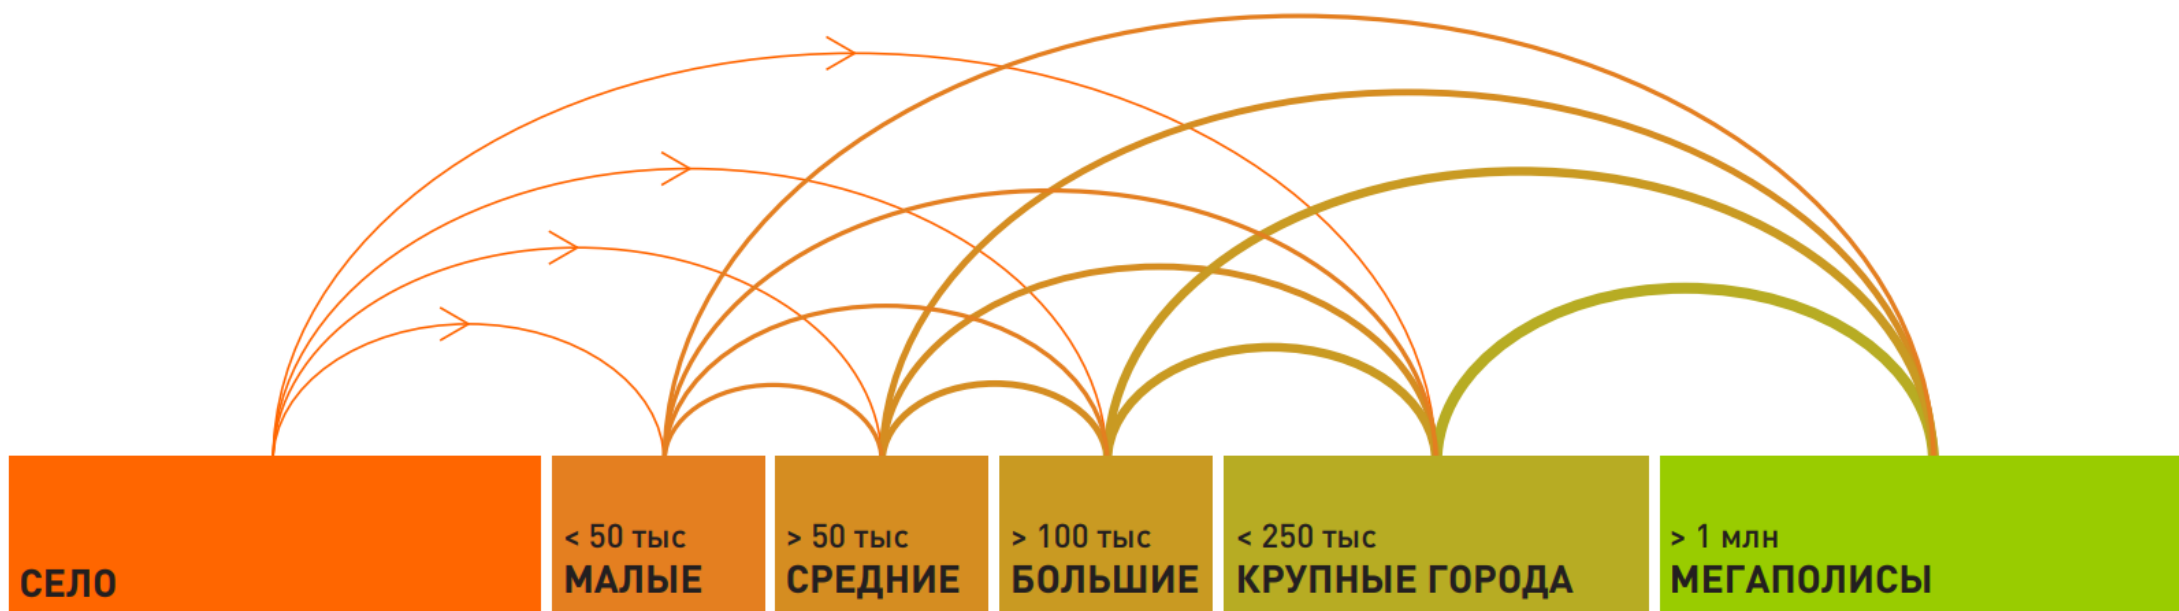 СЕЛО
< 50 тыс
МАЛЫЕ
> 50 тыс
СРЕДНИЕ
> 100 тыс
БОЛЬШИЕ
< 250 тыс
КРУПНЫЕ ГОРОДА
> 1 млн
МЕГАПОЛИСЫ